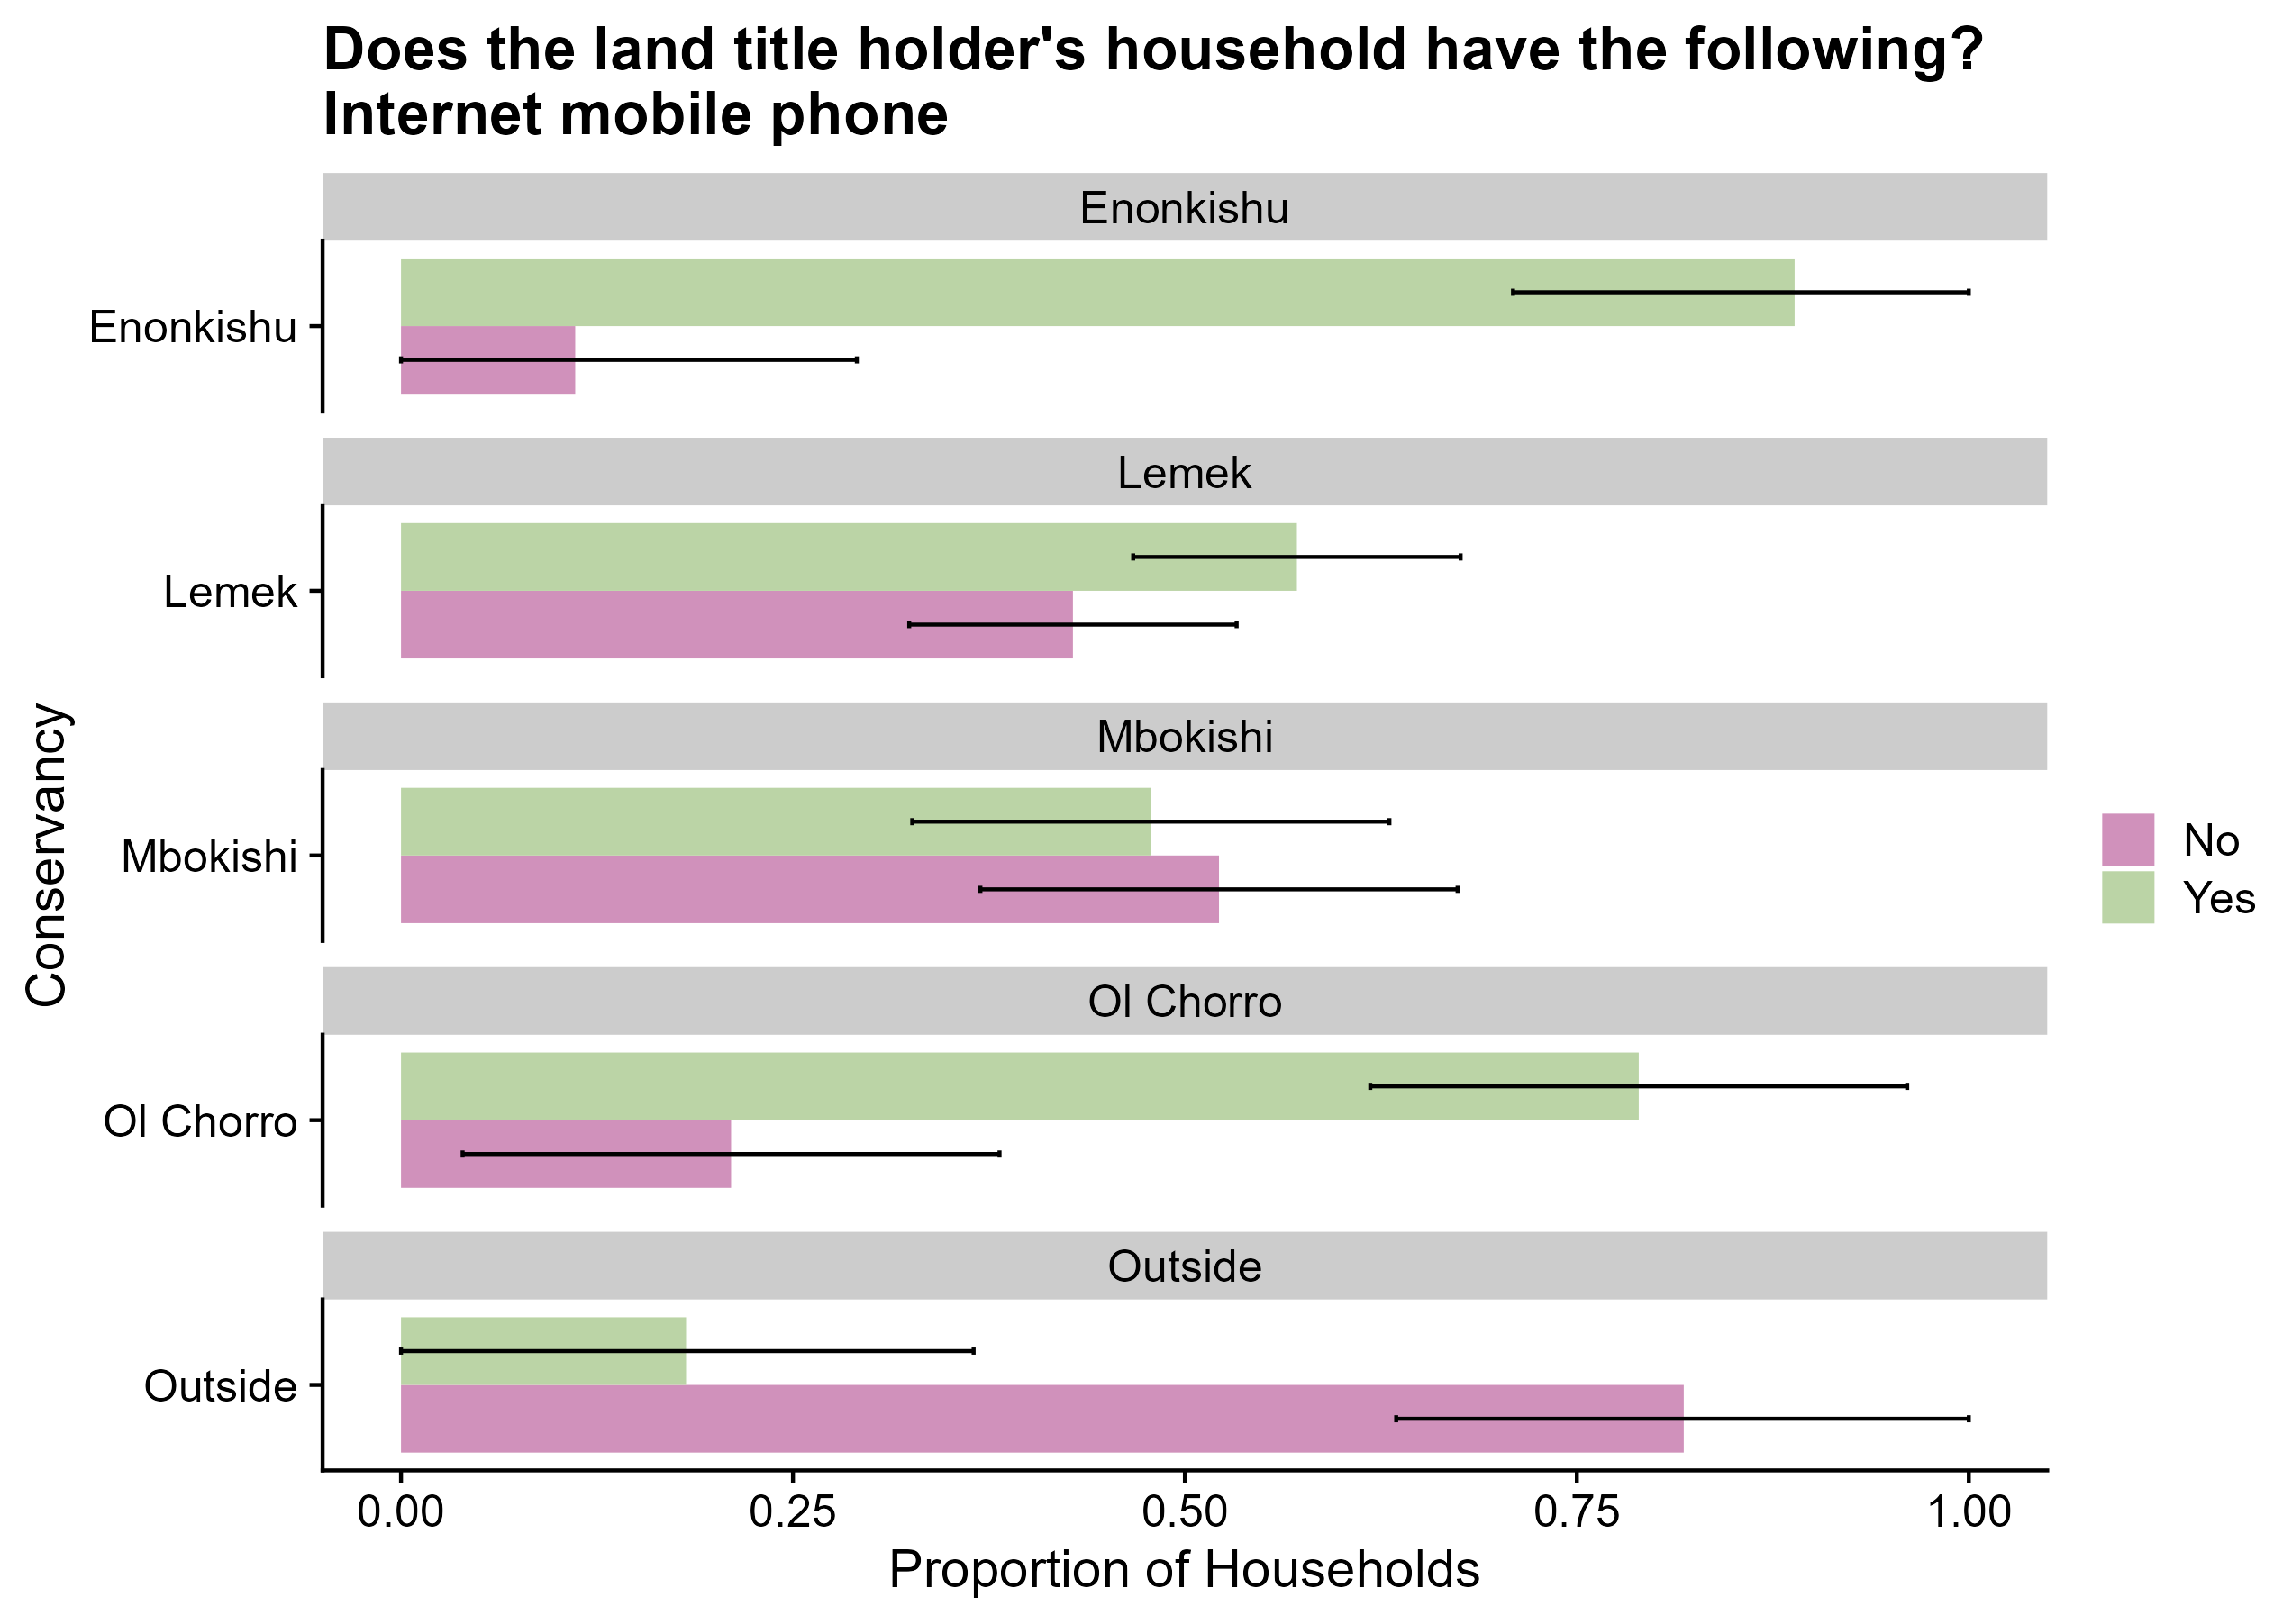 Does the land title holder's household have the following?
Internet mobile phone
Enonkishu
Enonkishu
Lemek
Lemek
Mbokishi
Mbokishi
Ol Chorro
Ol Chorro
Outside
Outside
0.00 0.25 0.50 0.75 1.00
Proportion of Households
Conservancy
No
Yes